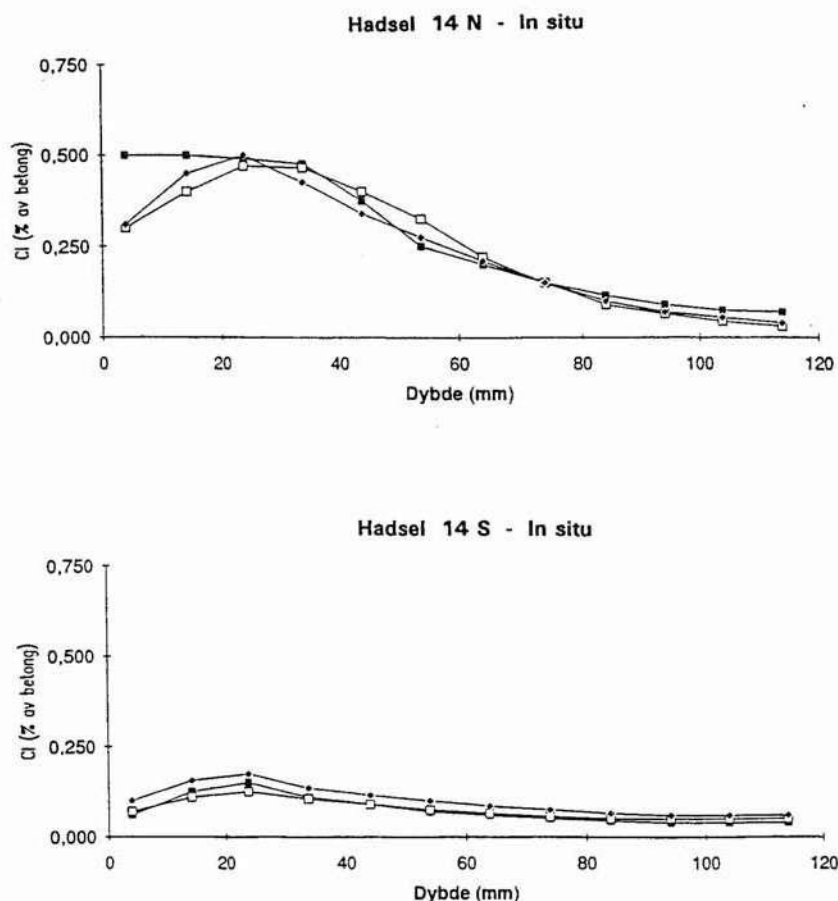 Hadsel 14 N - In situ
Cl (% av betong)
0,750
0,500
0,250
0,000
0 20 40 60 80 100 120
Dybde (mm)
Hadsel 14 S - In situ
Cl (% av betong)
0,750
0,500
0,250
0,000
0 20 40 60 80 100 120
Dybde (mm)